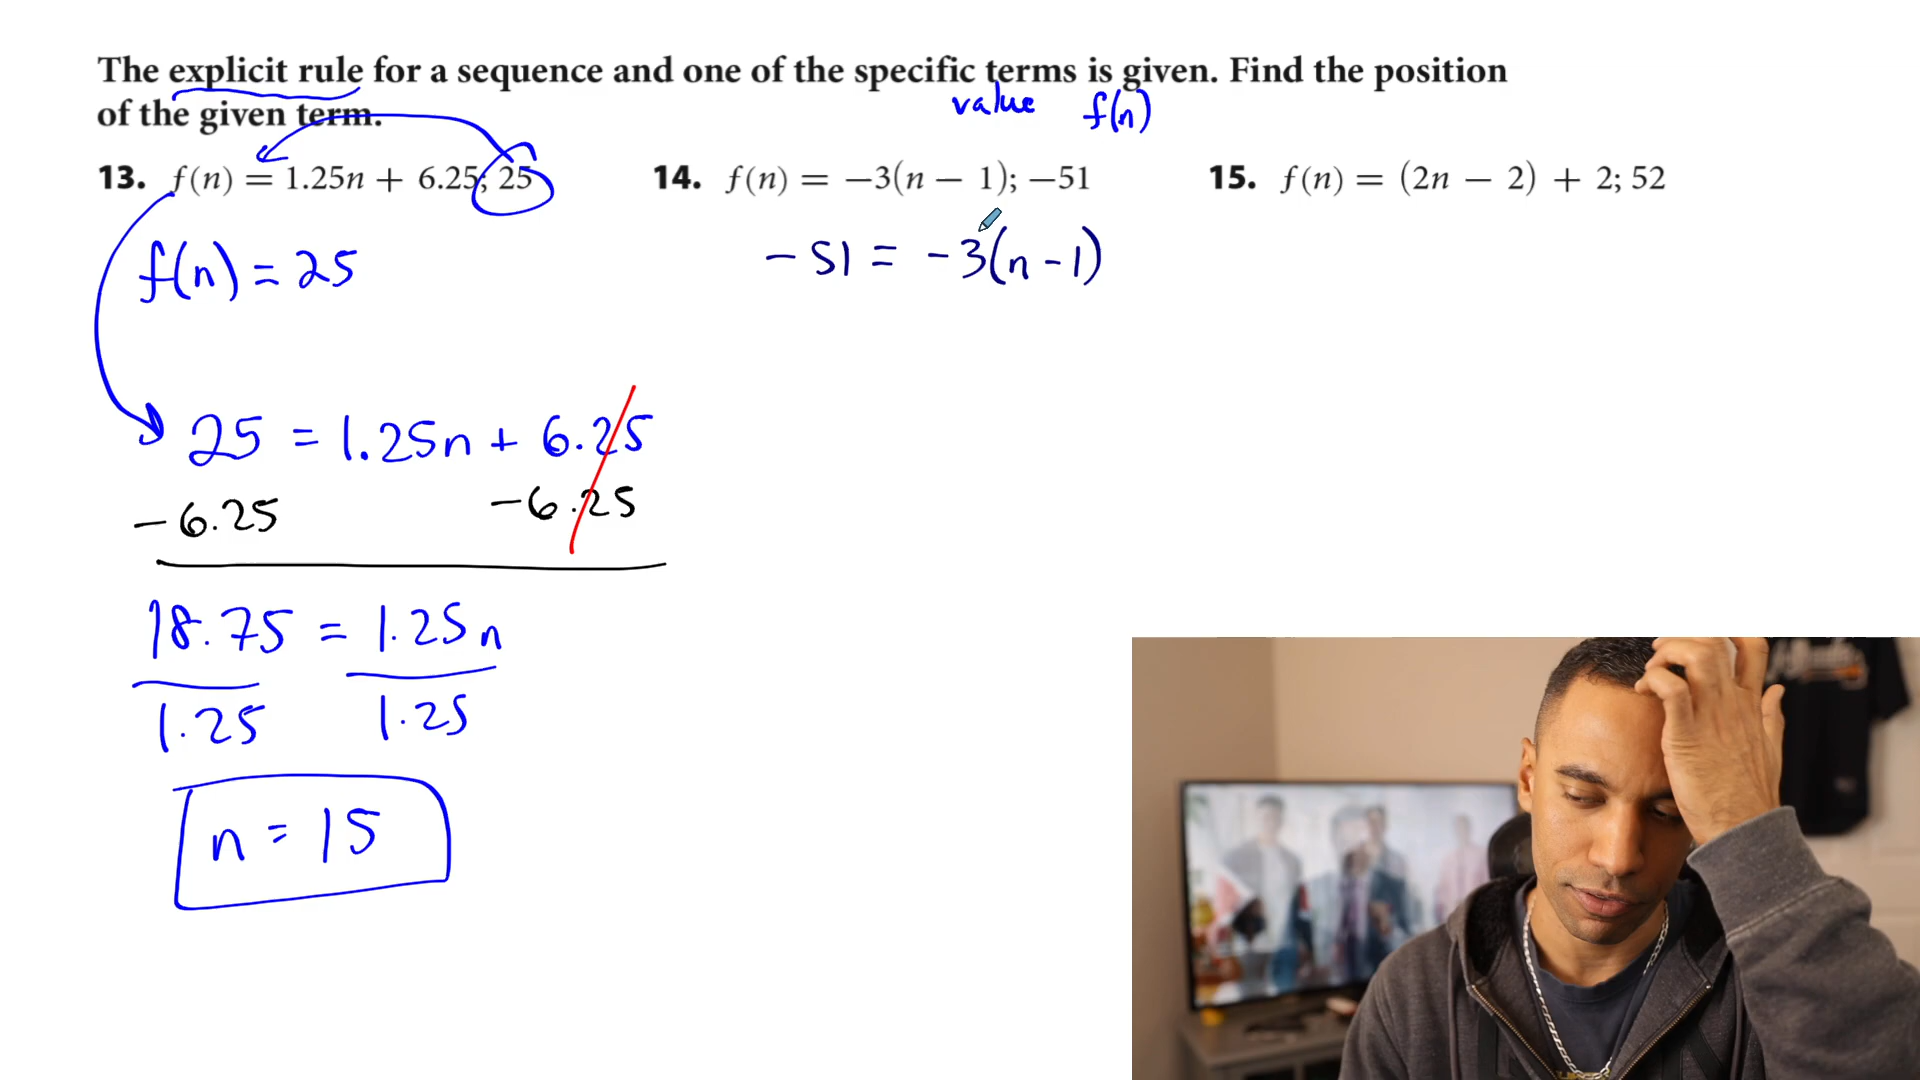 The explicit rule for a sequence and one of the specific terms is given. Find the position
of the given term.
value f(n)
13. f(n) = 1.25n + 6.25; 25
14. f(n) = −3(n − 1); −51
15. f(n) = (2n − 2) + 2; 52
f(n) = 25
-51 = -3(n-1)
25 = 1.25n + 6.25
-6.25 -6.25
18.75 = 1.25n
1.25 1.25
n = 15